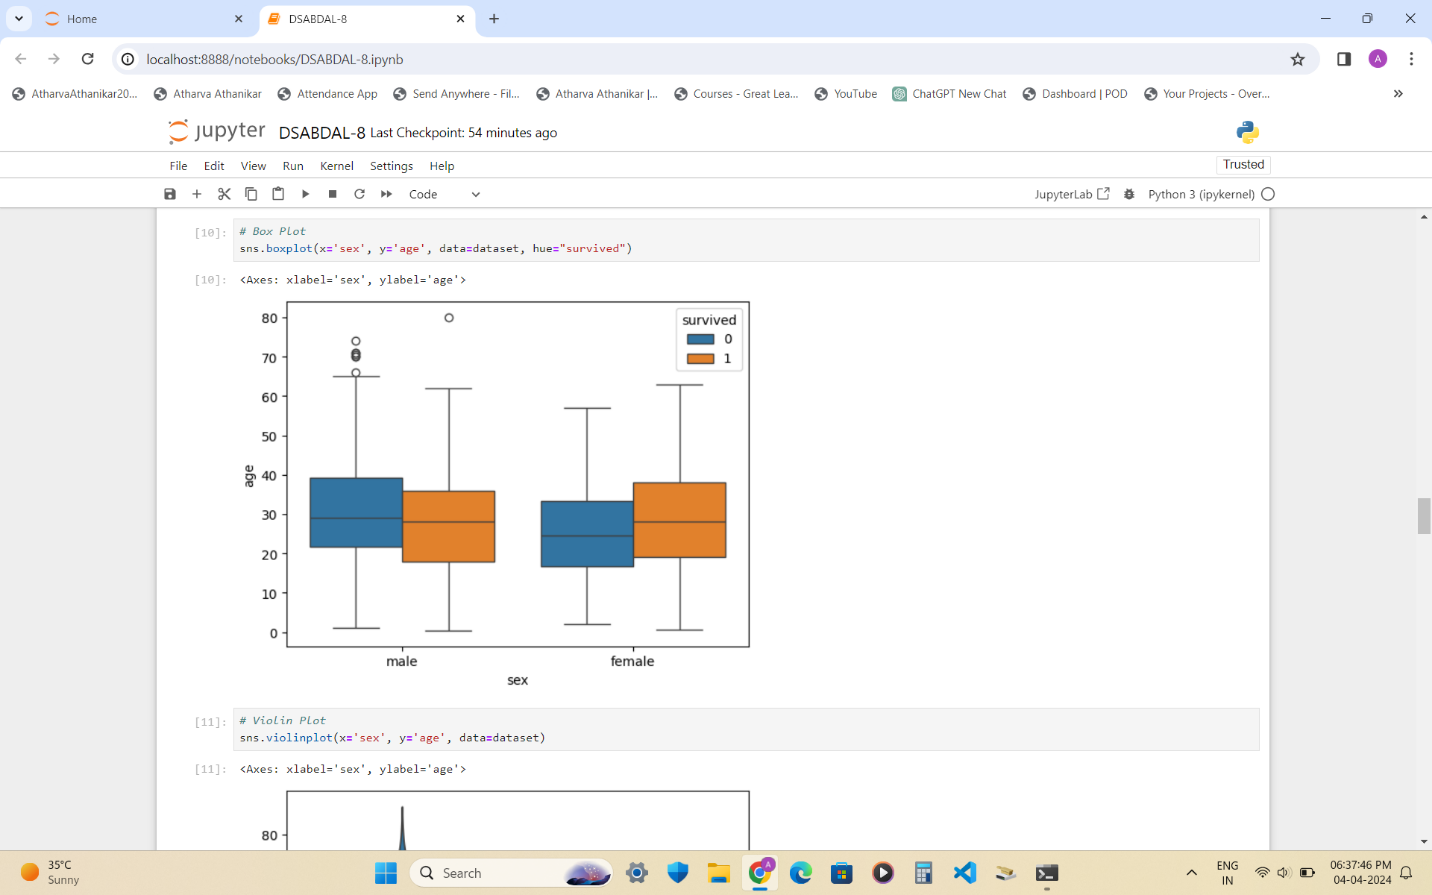 Home
DSABDAL-8
localhost:8888/notebooks/DSABDAL-8.ipynb
A
AtharvaAthanikar20...
Atharva Athanikar
Attendance App
Send Anywhere - Fil...
Atharva Athanikar |...
Courses - Great Lea...
YouTube
ChatGPT New Chat
Dashboard | POD
Your Projects - Over...
jupyter DSABDAL-8 Last Checkpoint: 54 minutes ago
File Edit View Run Kernel Settings Help
Trusted
Code
JupyterLab
Python 3 (ipykernel)
[10]: # Box Plot
sns.boxplot(x='sex', y='age', data=dataset, hue="survived")
[10]: <Axes: xlabel='sex', ylabel='age'>
survived
0
1
80
70
60
50
40
30
20
10
0
age
male
female
sex
[11]: # Violin Plot
sns.violinplot(x='sex', y='age', data=dataset)
[11]: <Axes: xlabel='sex', ylabel='age'>
80
35°C
Sunny
Search
A
ENG
IN
06:37:46 PM
04-04-2024